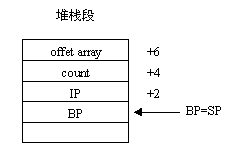 堆栈段
offet array +6
count +4
IP +2
BP BP=SP